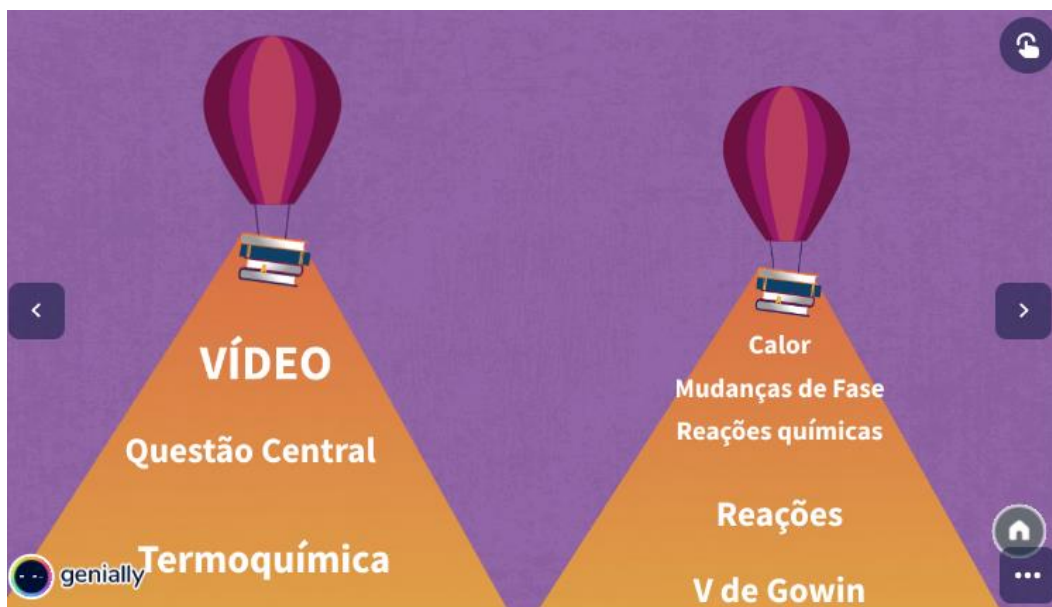 VÍDEO
Questão Central
Termoquímica
Calor
Mudanças de Fase
Reações químicas
Reações
V de Gowin
genially